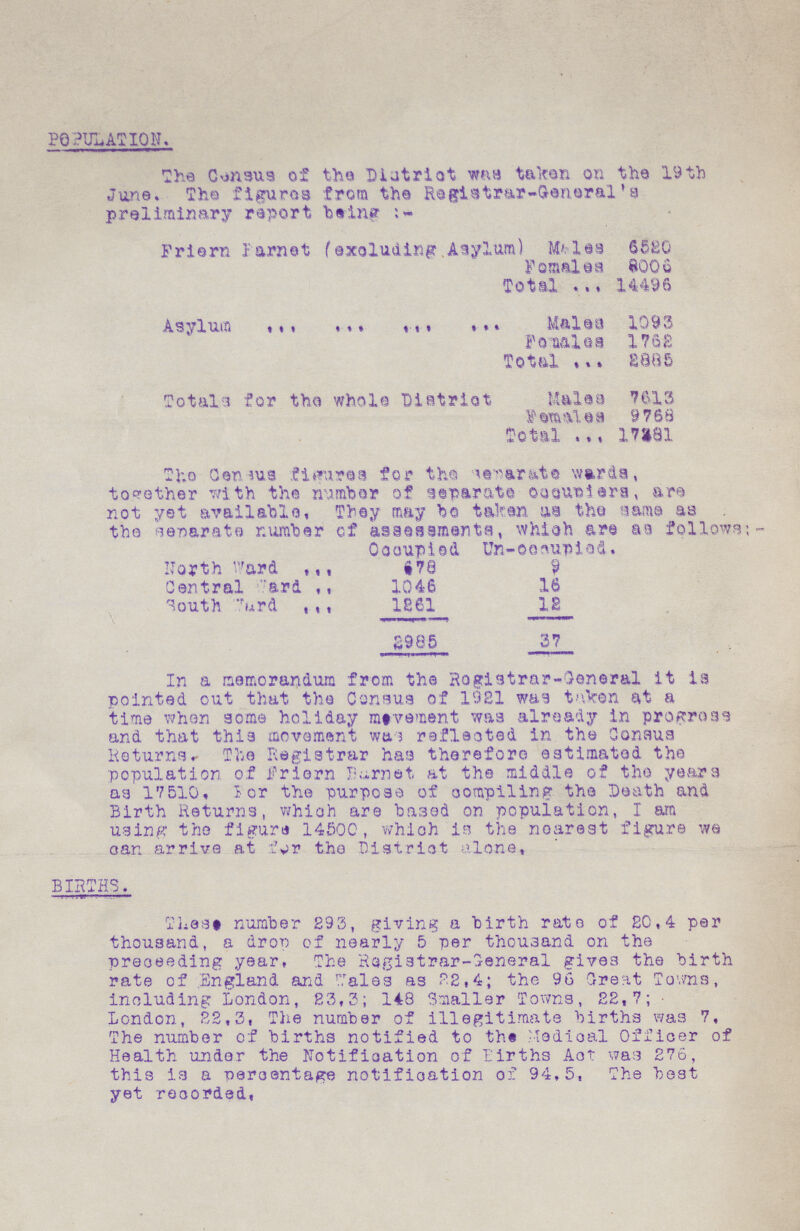 POPULATION.
The Census of the District was taken on the 19th
June. The figures from the Registrar-General's
preliminary report being :-
Friern Barnet (excluding Asylum) Males 6520
Females 8006
Total ... 14496
Asylum ... ... ... ... Males 1093
Females 1762
Total ... 2885
Totals for the whole District Males 7613
Females 9768
Total ... 17381
The Census figures for the separate wards,
together with the number of separate occupiers, are
not yet available, They may be taken as the same as
the separate number of assessments, which are as follows:-
Occupied Un-occupied.
North Ward ... 678 9
Central Ward .. 1046 16
South Ward ... 1261 12
2985 37
In a memorandum from the Registrar-General it is
pointed out that the Census of 1921 was taken at a
time when some holiday movement was already in progress
and that this movement was reflected in the Census
Returns. The Registrar has therefore estimated the
population of Friern Barnet at the middle of the years
as 17510, For the purpose of compiling the Death and
Birth Returns, which are based on population, I am
using the figure 14500, which is the nearest figure we
can arrive at for the District alone,
BIRTHS.
These number 293, giving a birth rate of 20,4 per
thousand, a drop of nearly 5 per thousand on the
preceeding year, The Registrar-General gives the birth
rate of England and Wales as 22,4; the 96 Great Towns,
including London, 23,3; 148 Smaller Towns, 22,7;
London, 22,3, The number of illegitimate births was 7,
The number of births notified to the Medical Officer of
Health under the Notification of Births Act was 276,
this is a percentage notification of 94,5, The best
yet recorded,